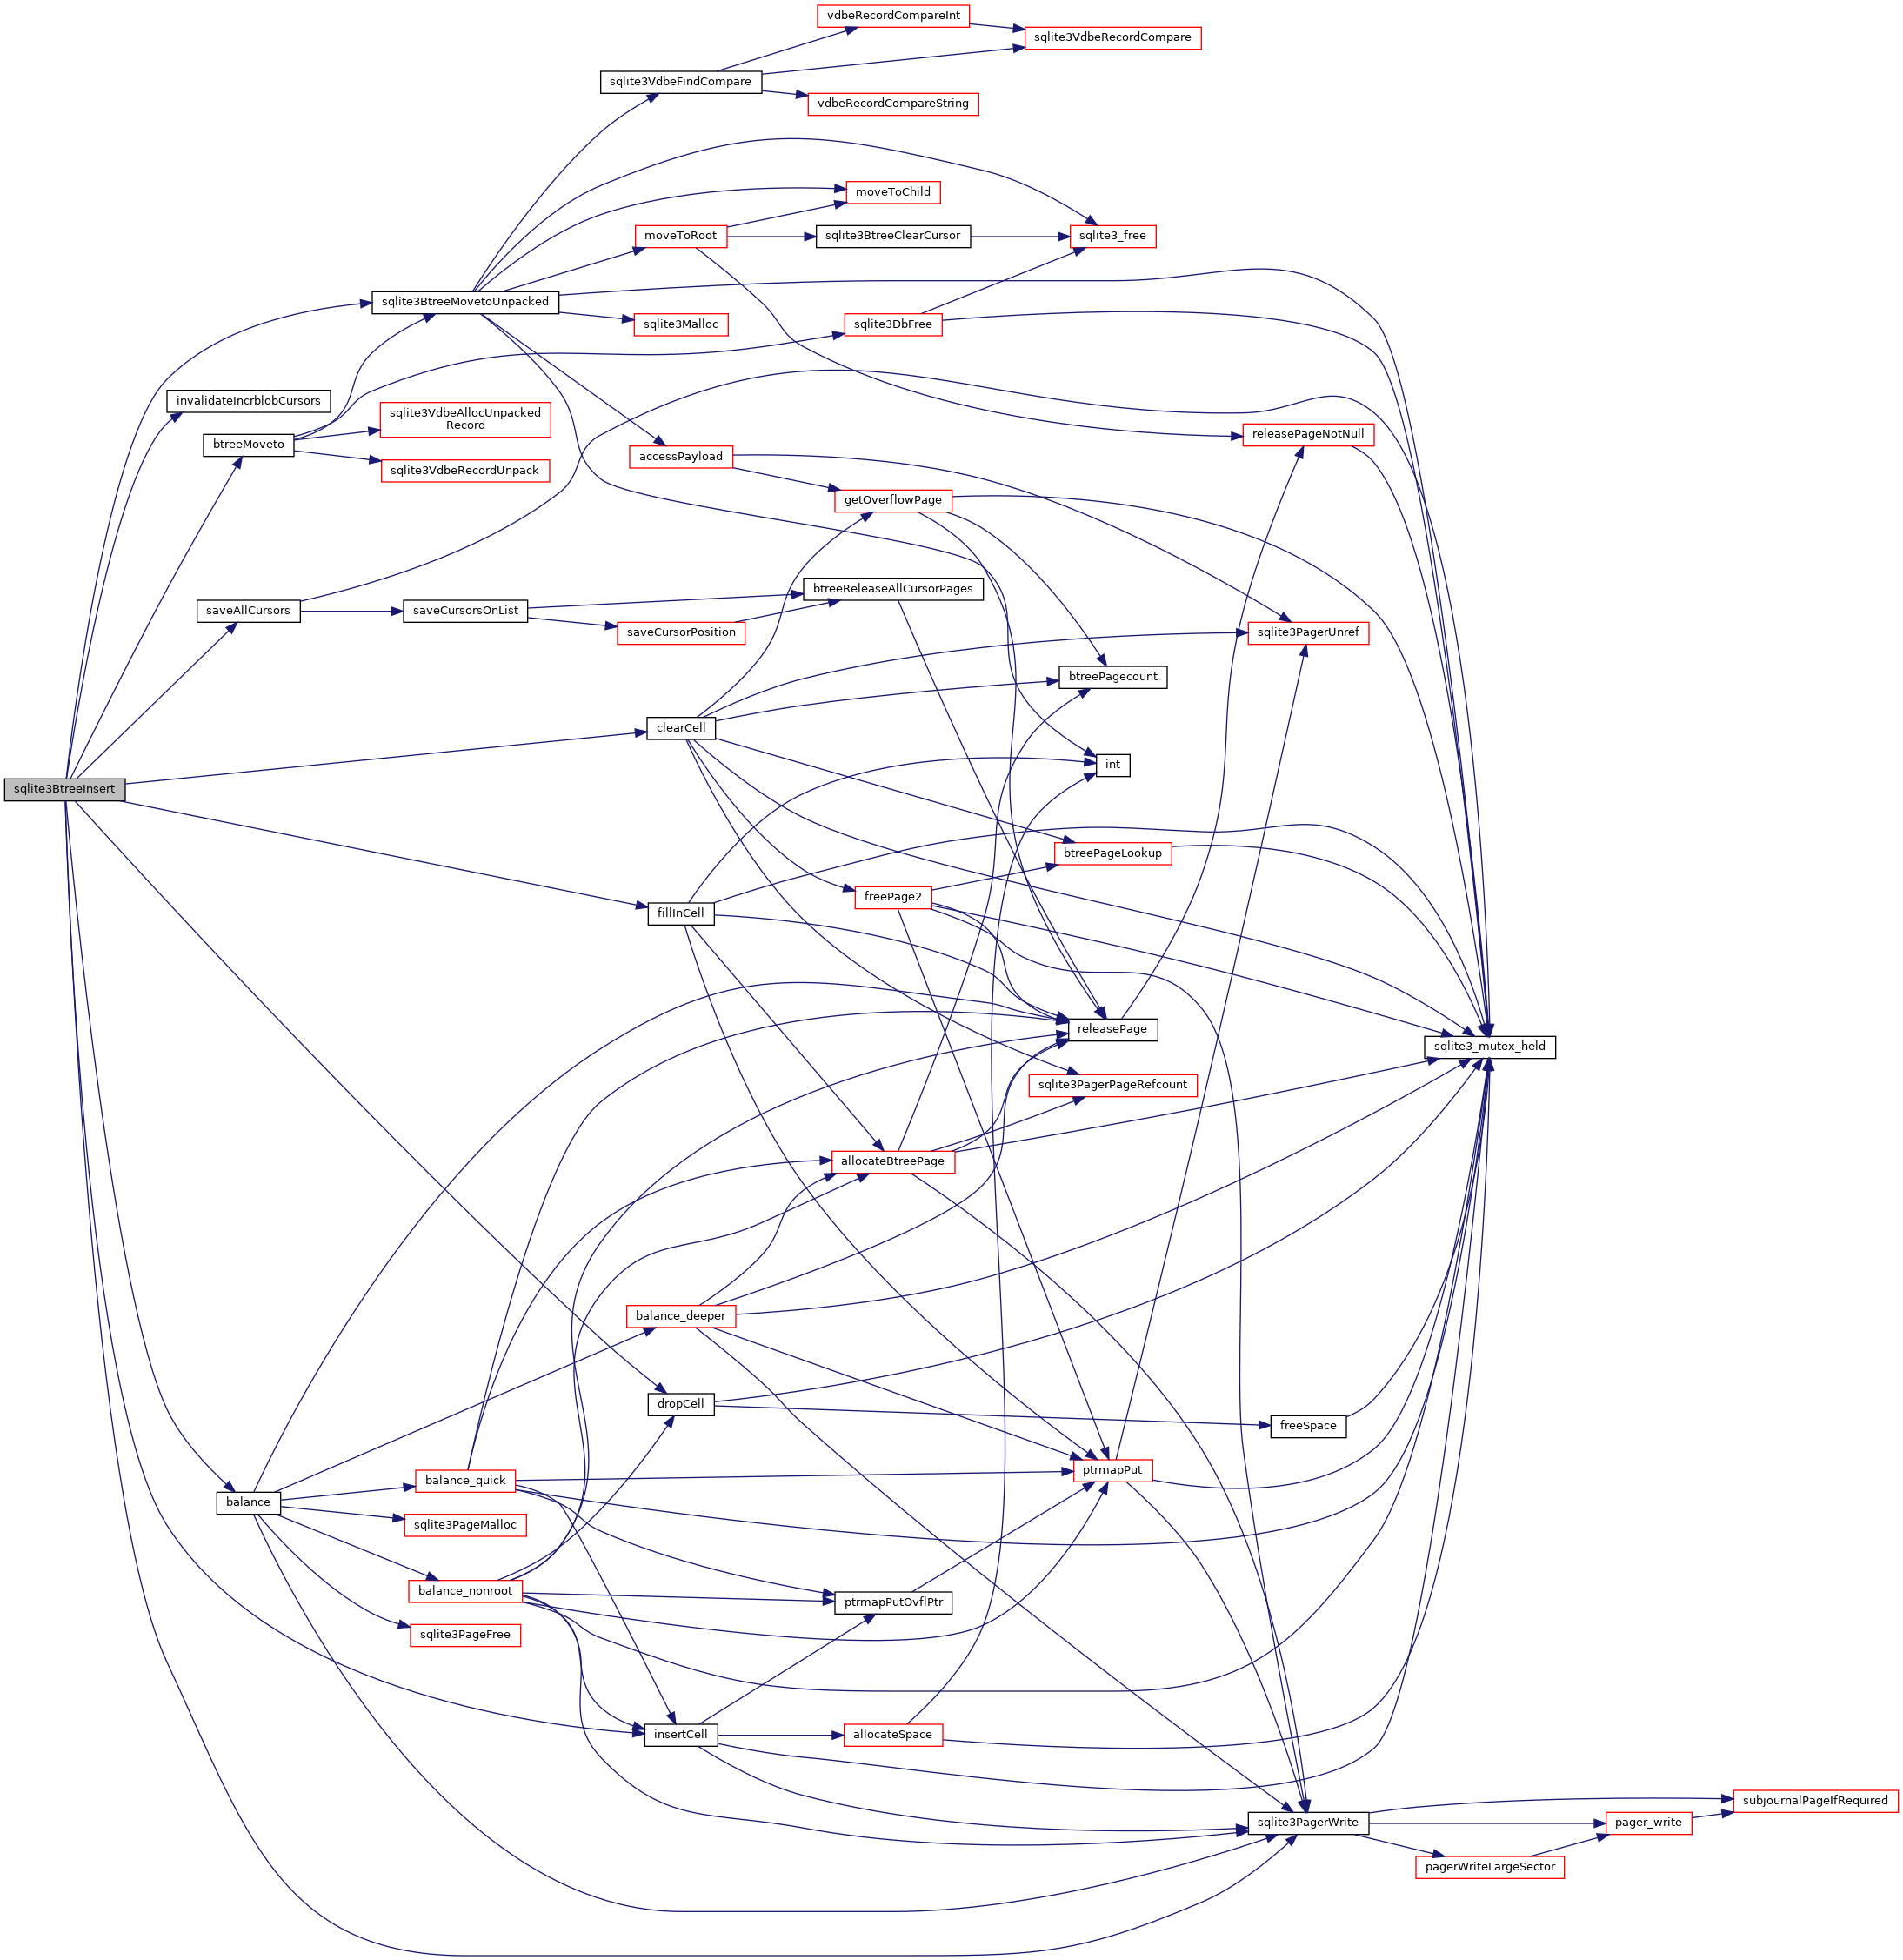 vdbeRecordCompareInt
sqlite3VdbeRecordCompare
sqlite3VdbeFindCompare
vdbeRecordCompareString
moveToChild
moveToRoot
sqlite3BtreeClearCursor
sqlite3_free
sqlite3BtreeMovetoUnpacked
sqlite3Malloc
sqlite3DbFree
invalidateIncrblobCursors
sqlite3VdbeAllocUnpacked
Record
btreeMoveto
releasePageNotNull
accessPayload
sqlite3VdbeRecordUnpack
getOverflowPage
btreeReleaseAllCursorPages
saveAllCursors
saveCursorsOnList
saveCursorPosition
sqlite3PagerUnref
btreePagecount
clearCell
int
sqlite3BtreeInsert
btreePageLookup
freePage2
fillInCell
releasePage
sqlite3_mutex_held
sqlite3PagerPageRefcount
allocateBtreePage
balance_deeper
dropCell
freeSpace
ptrmapPut
balance_quick
balance
sqlite3PageMalloc
balance_nonroot
ptrmapPutOvflPtr
sqlite3PageFree
insertCell
allocateSpace
subjournalPageIfRequired
sqlite3PagerWrite
pager_write
pagerWriteLargeSector